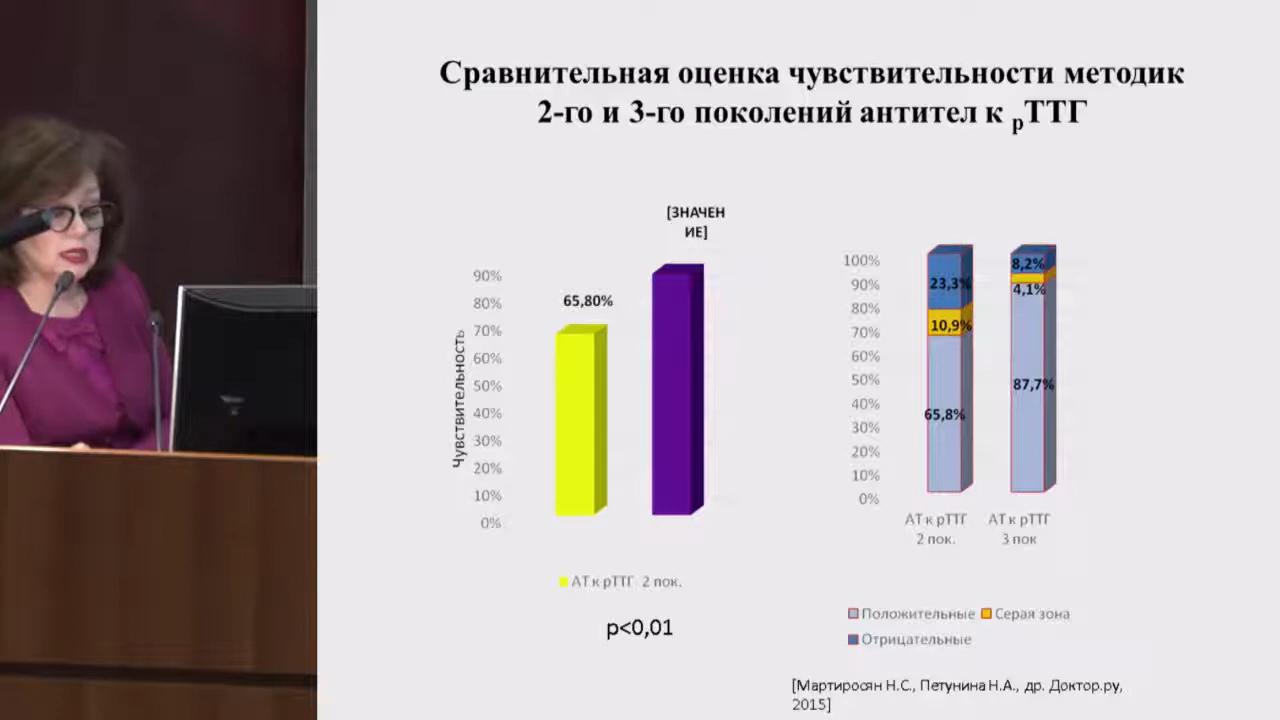 Сравнительная оценка чувствительности методик
2-го и 3-го поколений антител к рТТГ
[ЗНАЧЕН
ИЕ]
65,80%
Чувствительность
90%
80%
70%
60%
50%
40%
30%
20%
10%
0%
АТ к рТТГ 2 пок.
p<0,01
100%
90%
80%
70%
60%
50%
40%
30%
20%
10%
0%
23,3%
10,9%
65,8%
8,2%
4,1%
87,7%
АТ к рТТГ
2 пок.
АТ к рТТГ
3 пок
Положительные
Серая зона
Отрицательные
[Мартиросян Н.С., Петунина Н.А., др. Доктор.ру,
2015]